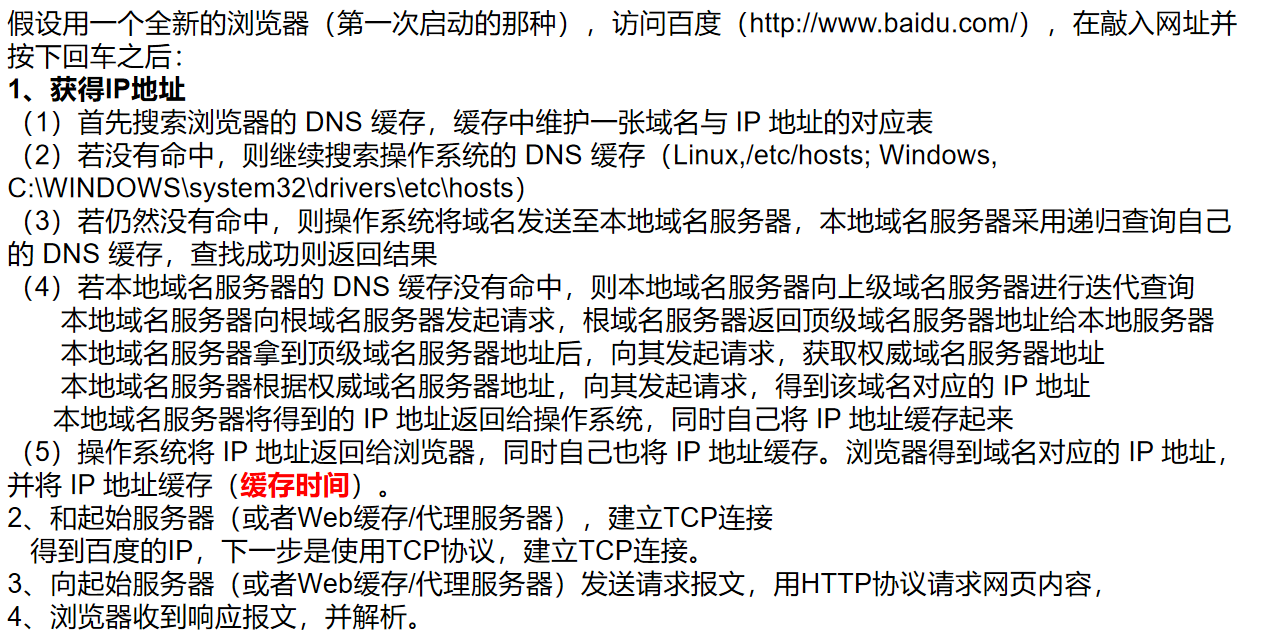 假设用一个全新的浏览器（第一次启动的那种），访问百度（http://www.baidu.com/），在敲入网址并
按下回车之后：
1、获得IP地址
（1）首先搜索浏览器的 DNS 缓存，缓存中维护一张域名与 IP 地址的对应表
（2）若没有命中，则继续搜索操作系统的 DNS 缓存（Linux,/etc/hosts; Windows,
C:\WINDOWS\system32\drivers\etc\hosts）
（3）若仍然没有命中，则操作系统将域名发送至本地域名服务器，本地域名服务器采用递归查询自己
的 DNS 缓存，查找成功则返回结果
（4）若本地域名服务器的 DNS 缓存没有命中，则本地域名服务器向上级域名服务器进行迭代查询
本地域名服务器向根域名服务器发起请求，根域名服务器返回顶级域名服务器地址给本地服务器
本地域名服务器拿到顶级域名服务器地址后，向其发起请求，获取权威域名服务器地址
本地域名服务器根据权威域名服务器地址，向其发起请求，得到该域名对应的 IP 地址
本地域名服务器将得到的 IP 地址返回给操作系统，同时自己将 IP 地址缓存起来
（5）操作系统将 IP 地址返回给浏览器，同时自己也将 IP 地址缓存。浏览器得到域名对应的 IP 地址，
并将 IP 地址缓存（缓存时间）。
2、和起始服务器（或者Web缓存/代理服务器），建立TCP连接
得到百度的IP，下一步是使用TCP协议，建立TCP连接。
3、向起始服务器（或者Web缓存/代理服务器）发送请求报文，用HTTP协议请求网页内容，
4、浏览器收到响应报文，并解析。